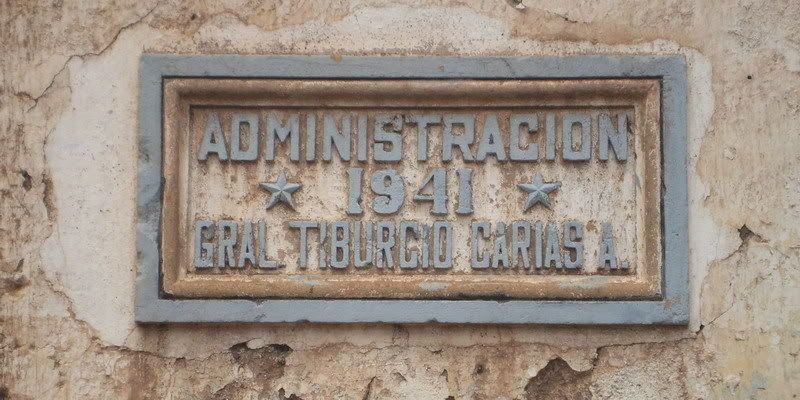 ADMINISTRACION
★ 1941 ★
GRAL TIBURCIO CARIAS A.